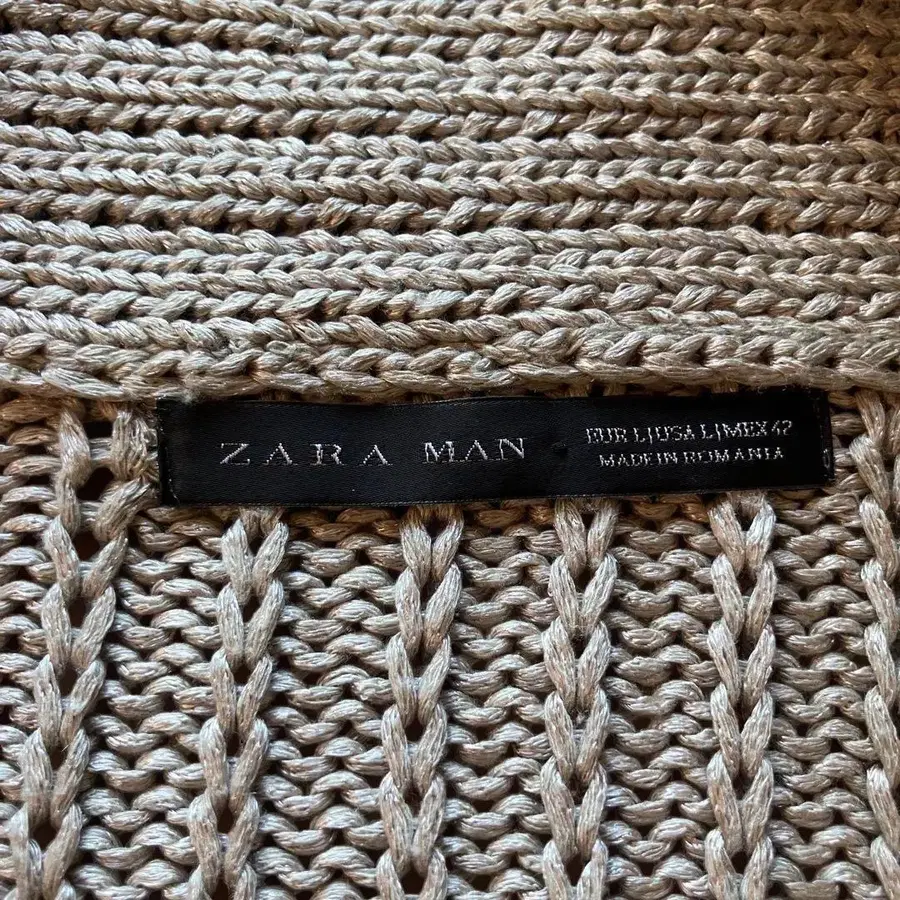 ZARA MAN
EUR L|USA L|MEX 42
MADE IN ROMANIA